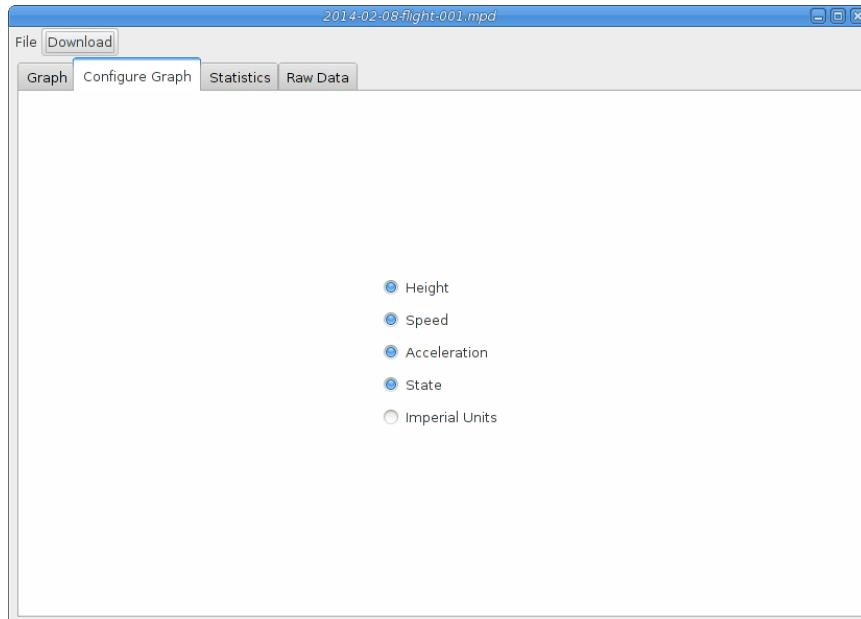 2014-02-08-flight-001.mpd
File Download
Graph Configure Graph Statistics Raw Data
Height
Speed
Acceleration
State
Imperial Units